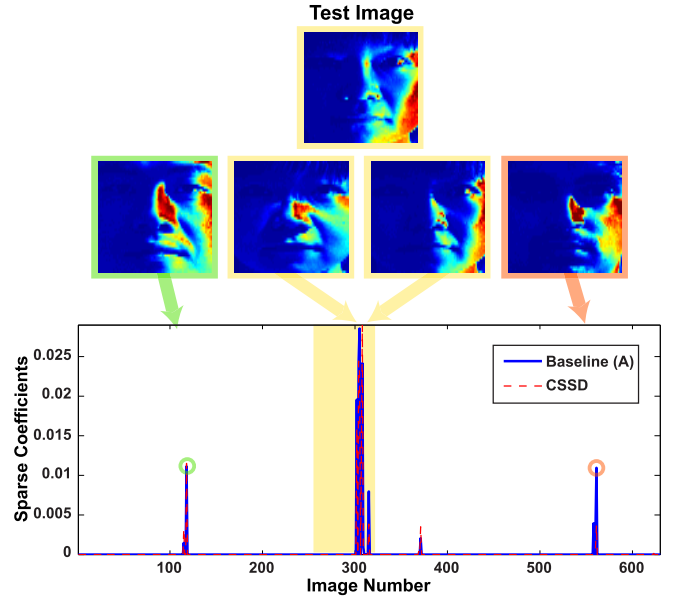 Test Image
0.025
0.02
0.015
0.01
0.005
0
Sparse Coefficients
Baseline (A)
CSSD
100 200 300 400 500 600
Image Number